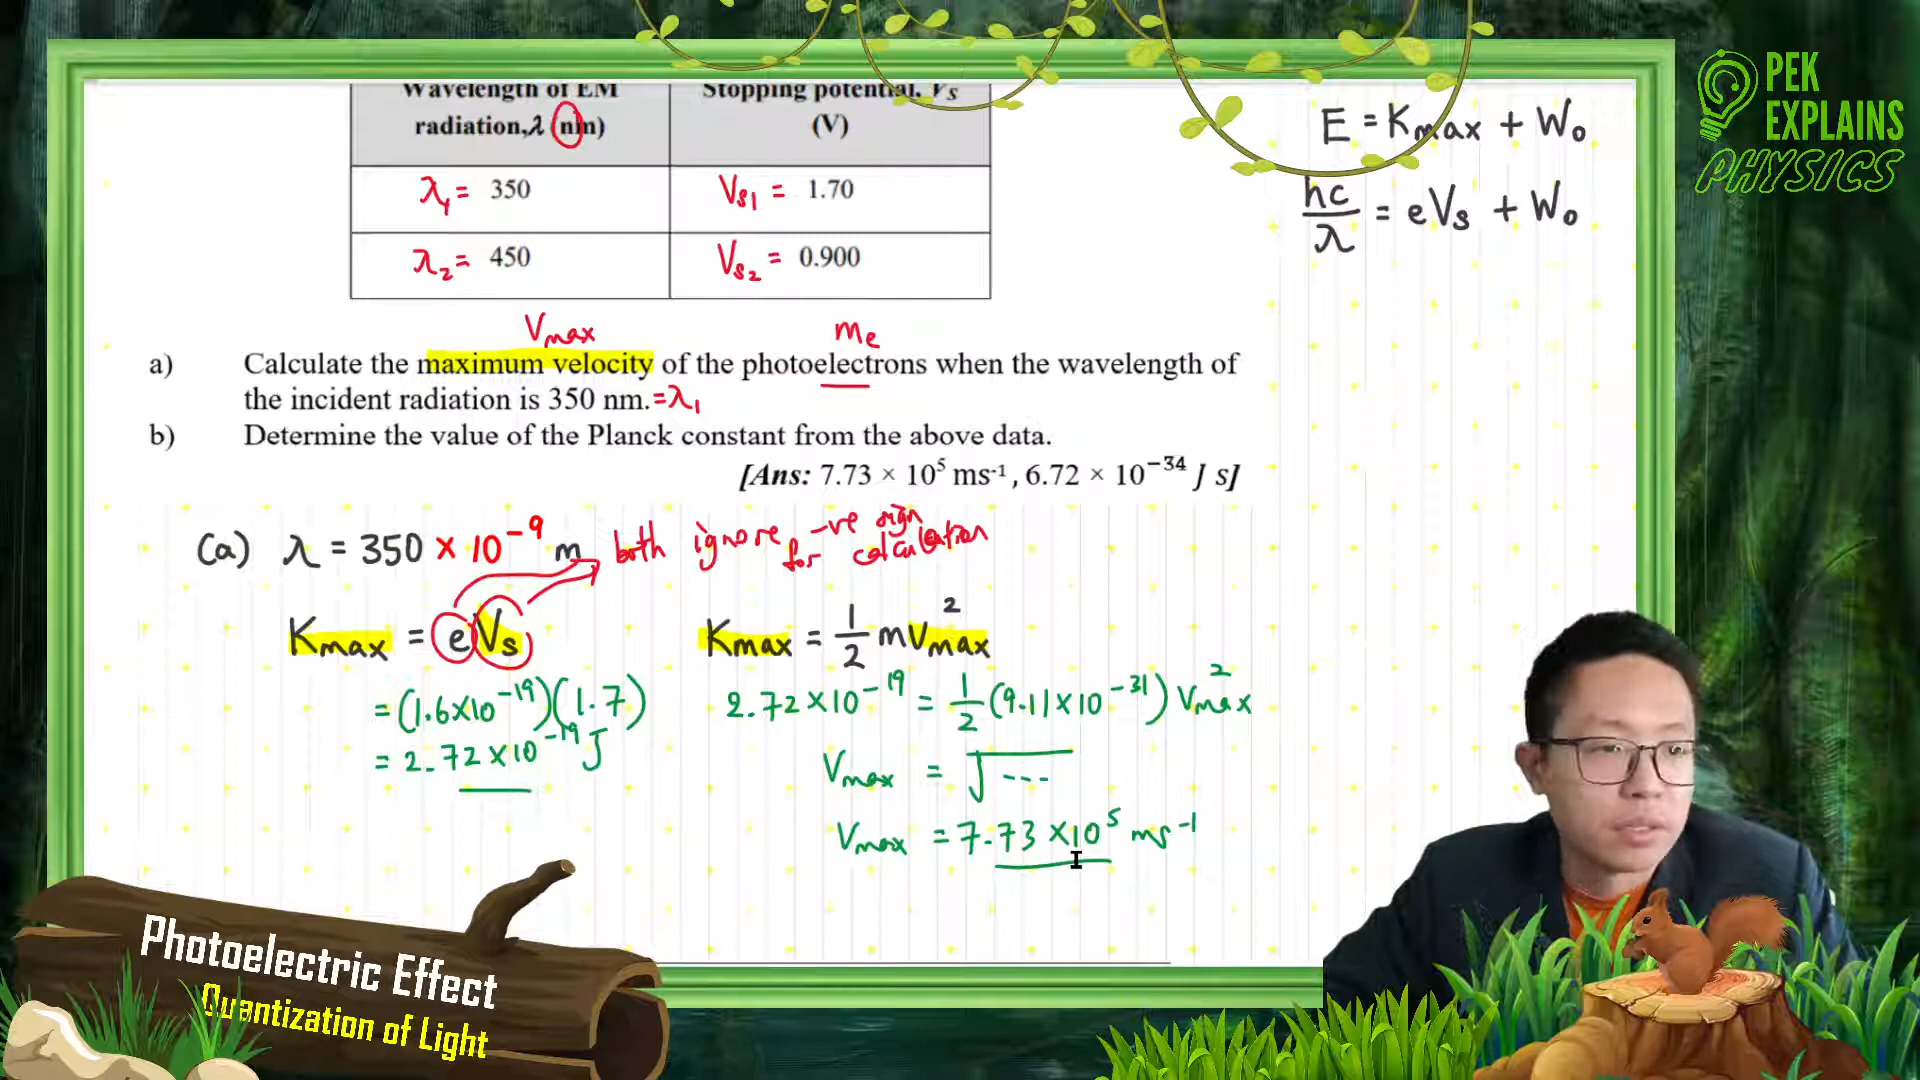 Wavelength of EM radiation, λ (nm)
Stopping potential, Vs (V)
λ₁ = 350
Vs1 = 1.70
λ₂ = 450
Vs2 = 0.900
E = Kmax + W₀
hc/λ = eVs + W₀
PEK
EXPLAINS
PHYSICS
Vmax
me
a) Calculate the maximum velocity of the photoelectrons when the wavelength of
the incident radiation is 350 nm. = λ₁
b) Determine the value of the Planck constant from the above data.
[Ans: 7.73 × 10⁵ ms⁻¹, 6.72 × 10⁻³⁴ J s]
(a) λ = 350 × 10⁻⁹ m
both ignore -ve sign for calculation
Kmax = eVs
= (1.6×10⁻¹⁹)(1.7)
= 2.72×10⁻¹⁹ J
Kmax = 1/2 mVmax²
2.72×10⁻¹⁹ = 1/2 (9.11×10⁻³¹) Vmax²
Vmax = √---
Vmax = 7.73 ×10⁵ ms⁻¹
Photoelectric Effect
Quantization of Light